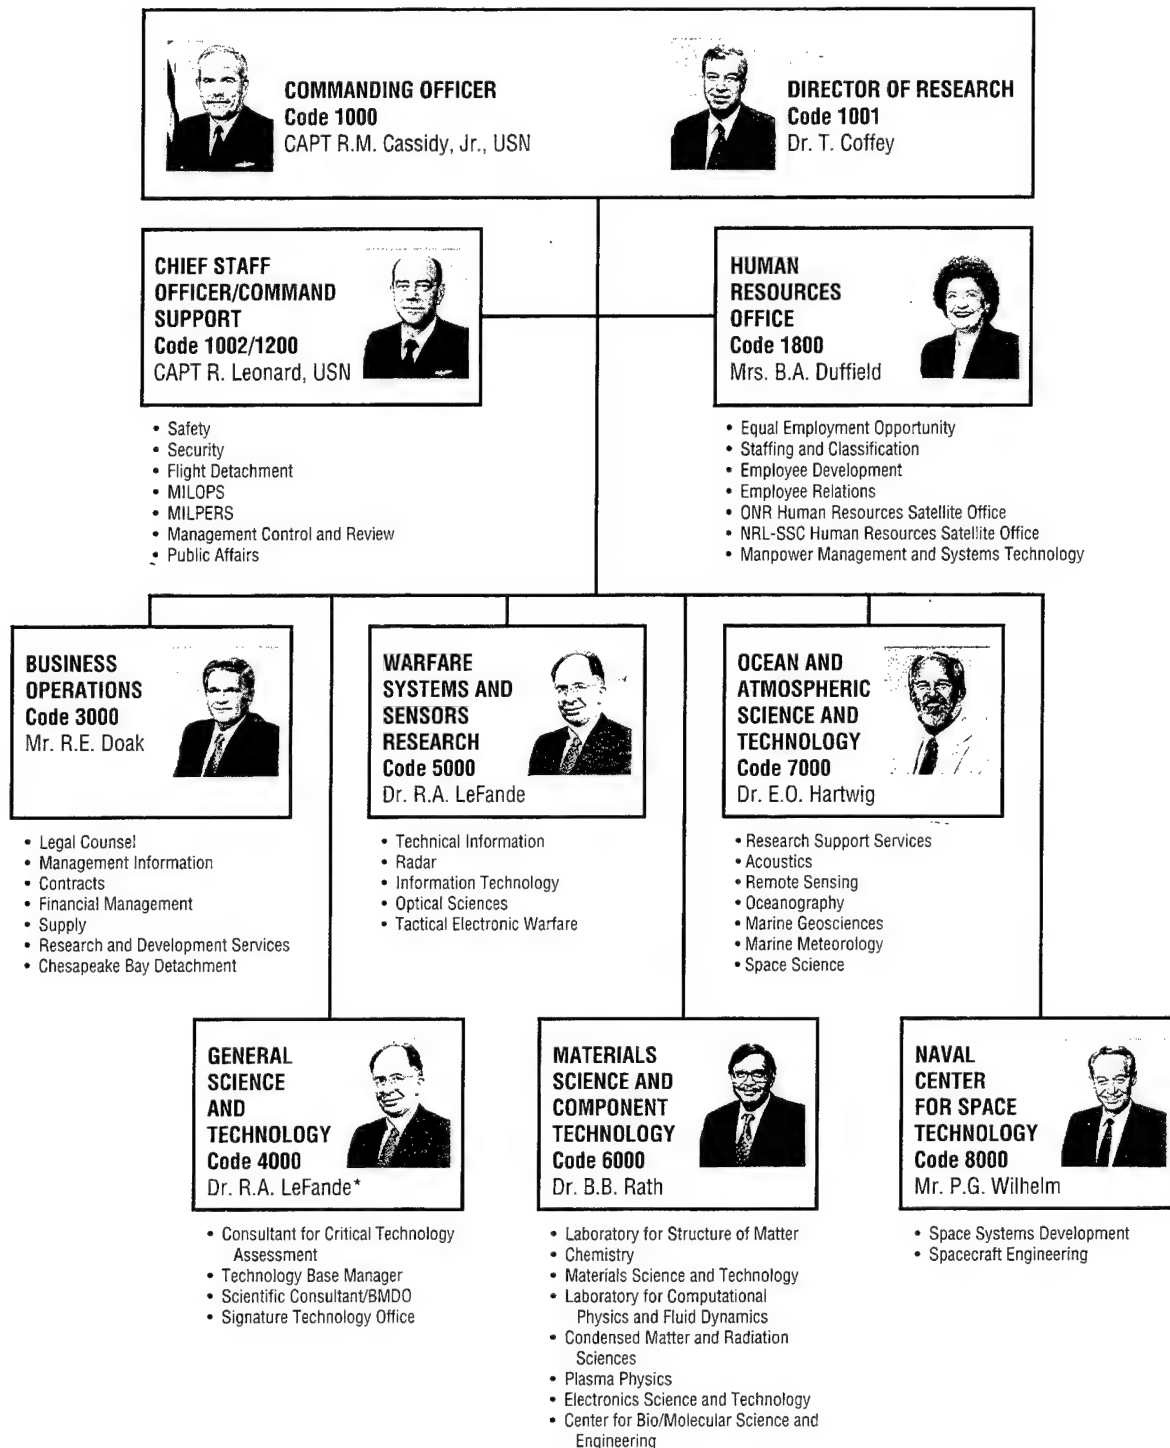 COMMANDING OFFICER
Code 1000
CAPT R.M. Cassidy, Jr., USN
DIRECTOR OF RESEARCH
Code 1001
Dr. T. Coffey
CHIEF STAFF
OFFICER/COMMAND
SUPPORT
Code 1002/1200
CAPT R. Leonard, USN
• Safety
• Security
• Flight Detachment
• MILOPS
• MILPERS
• Management Control and Review
• Public Affairs
HUMAN
RESOURCES
OFFICE
Code 1800
Mrs. B.A. Duffield
• Equal Employment Opportunity
• Staffing and Classification
• Employee Development
• Employee Relations
• ONR Human Resources Satellite Office
• NRL-SSC Human Resources Satellite Office
• Manpower Management and Systems Technology
BUSINESS
OPERATIONS
Code 3000
Mr. R.E. Doak
• Legal Counsel
• Management Information
• Contracts
• Financial Management
• Supply
• Research and Development Services
• Chesapeake Bay Detachment
WARFARE
SYSTEMS AND
SENSORS
RESEARCH
Code 5000
Dr. R.A. LeFande
• Technical Information
• Radar
• Information Technology
• Optical Sciences
• Tactical Electronic Warfare
OCEAN AND
ATMOSPHERIC
SCIENCE AND
TECHNOLOGY
Code 7000
Dr. E.O. Hartwig
• Research Support Services
• Acoustics
• Remote Sensing
• Oceanography
• Marine Geosciences
• Marine Meteorology
• Space Science
GENERAL
SCIENCE
AND
TECHNOLOGY
Code 4000
Dr. R.A. LeFande*
• Consultant for Critical Technology
Assessment
• Technology Base Manager
• Scientific Consultant/BMDO
• Signature Technology Office
MATERIALS
SCIENCE AND
COMPONENT
TECHNOLOGY
Code 6000
Dr. B.B. Rath
• Laboratory for Structure of Matter
• Chemistry
• Materials Science and Technology
• Laboratory for Computational
Physics and Fluid Dynamics
• Condensed Matter and Radiation
Sciences
• Plasma Physics
• Electronics Science and Technology
• Center for Bio/Molecular Science and
Engineering
NAVAL
CENTER
FOR SPACE
TECHNOLOGY
Code 8000
Mr. P.G. Wilhelm
• Space Systems Development
• Spacecraft Engineering